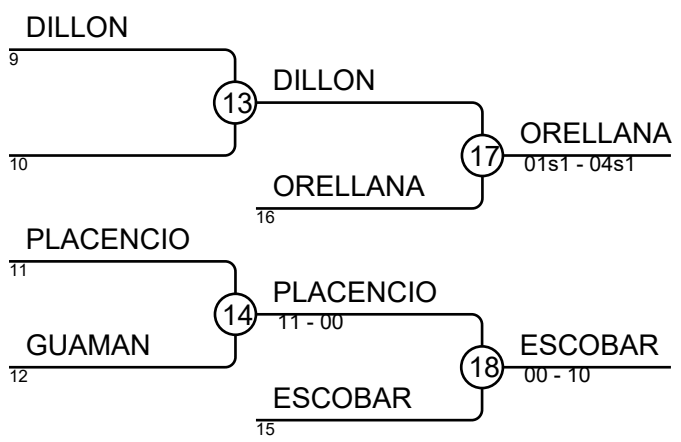 DILLON
9
13
DILLON
10
17
ORELLANA
01s1 - 04s1
ORELLANA
16
PLACENCIO
11
14
PLACENCIO
11 - 00
GUAMAN
12
18
ESCOBAR
00 - 10
ESCOBAR
15